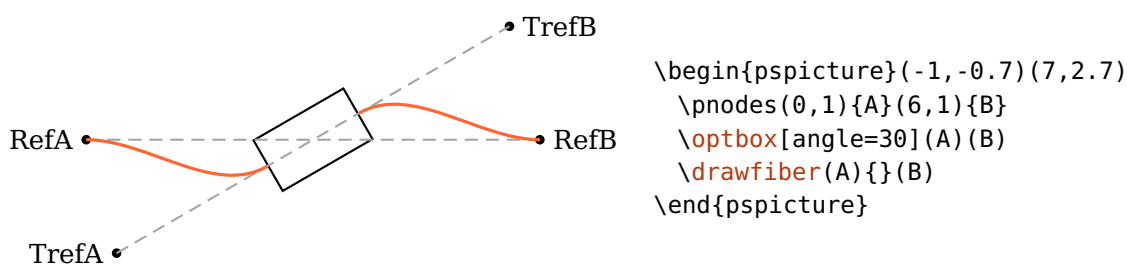 TrefB
RefA
RefB
TrefA
\begin{pspicture}(-1,-0.7)(7,2.7)
  \pnodes(0,1){A}(6,1){B}
  \optbox[angle=30](A)(B)
  \drawfiber(A){}(B)
\end{pspicture}